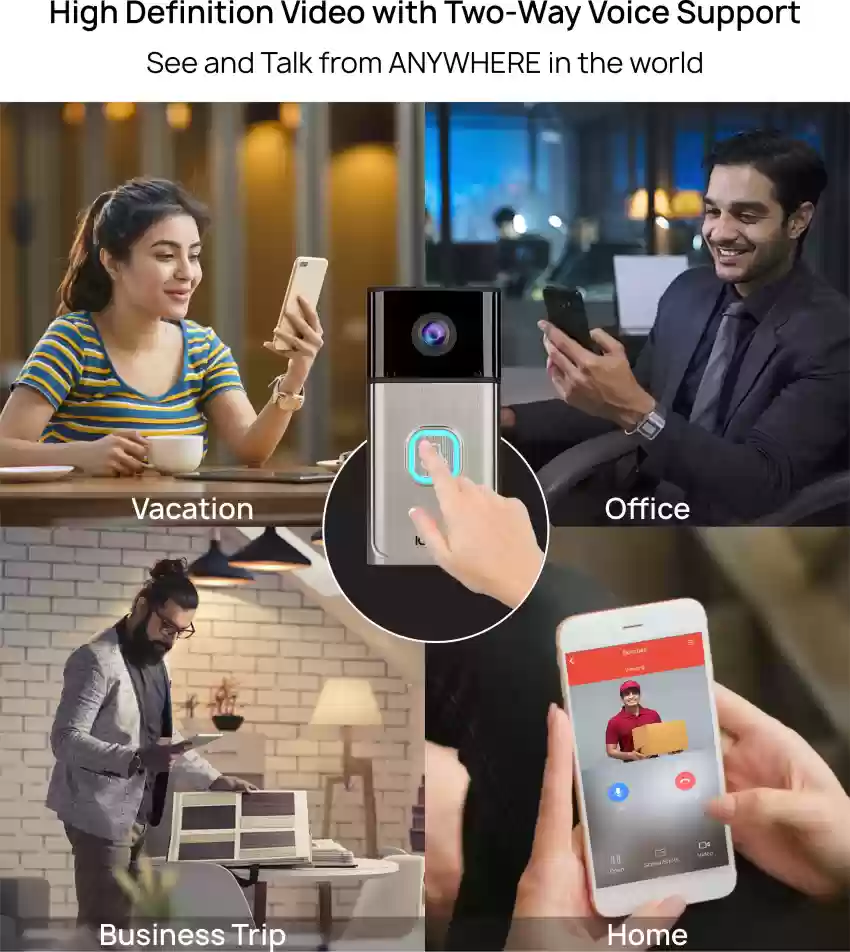 High Definition Video with Two-Way Voice Support
See and Talk from ANYWHERE in the world
Vacation
Office
Business Trip
Home